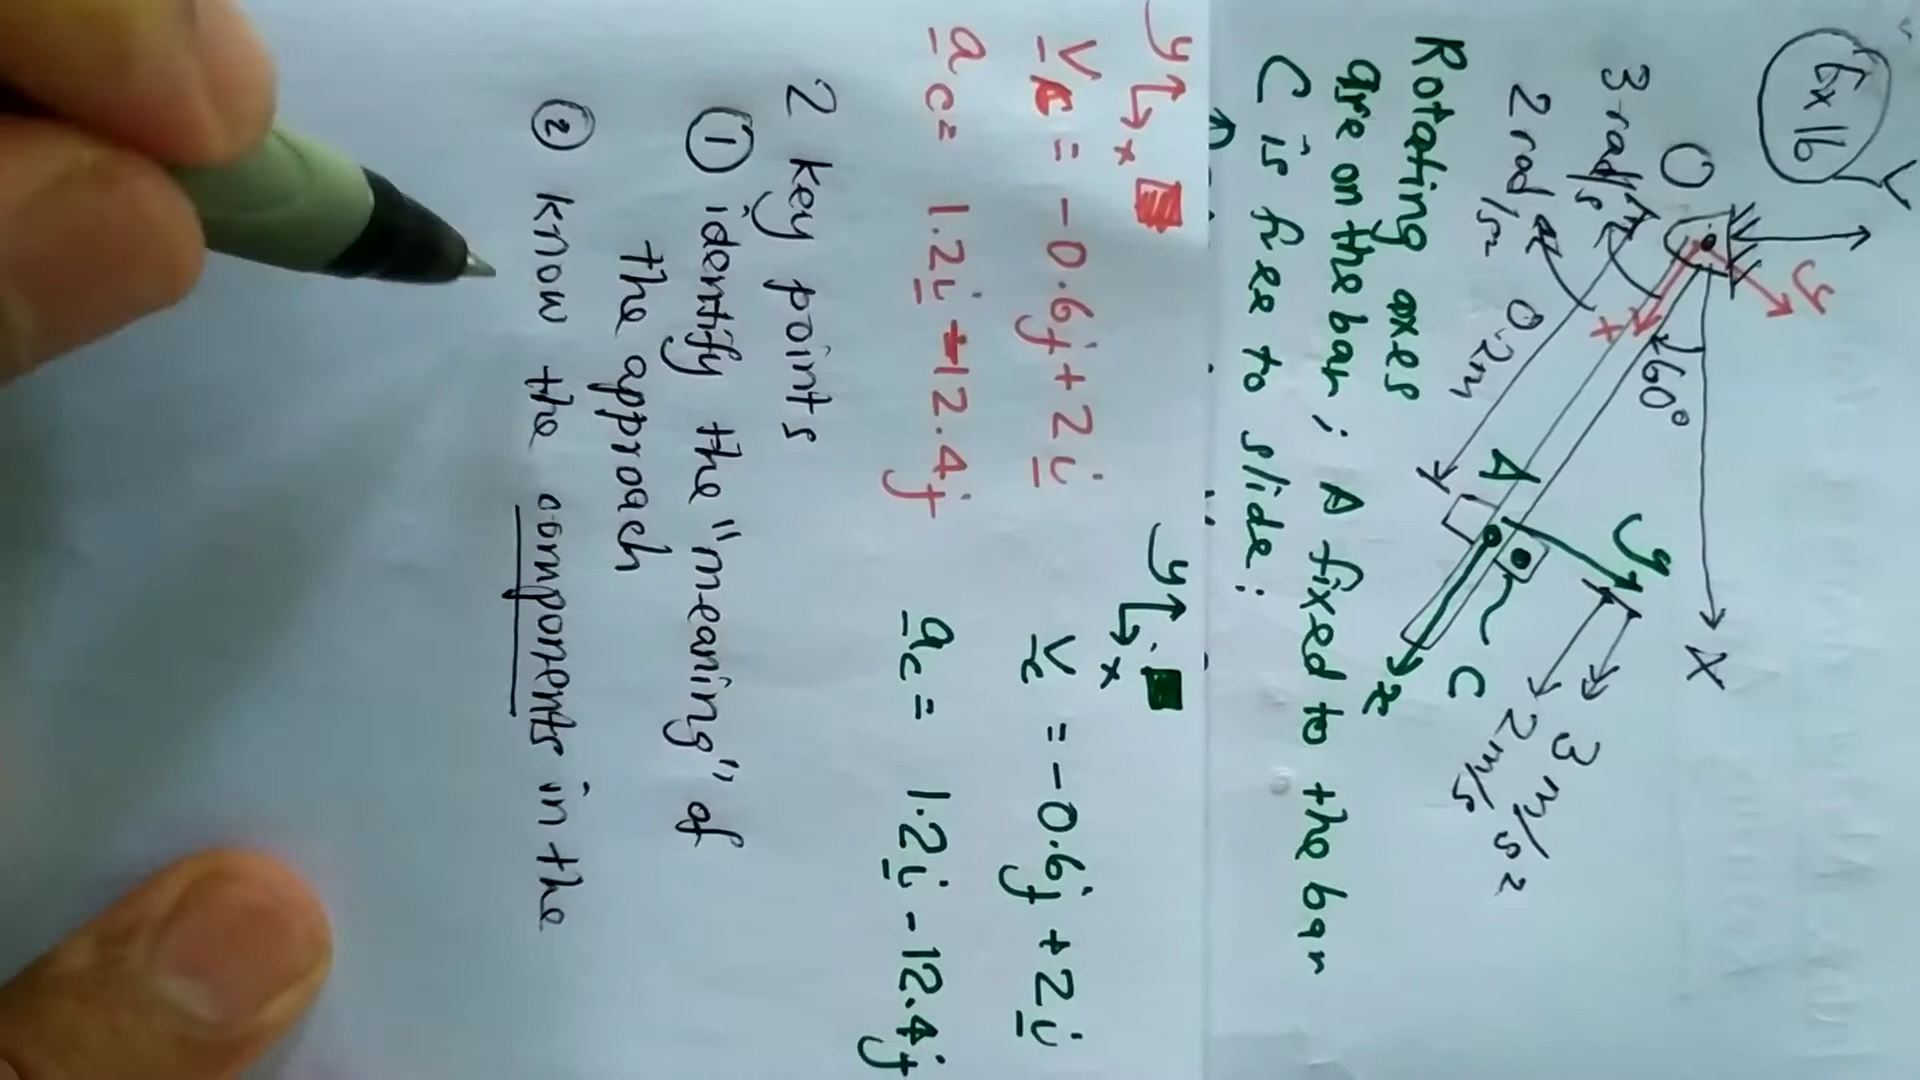 Ex 16
Y
O
3 rad/s
2 rad/s²
0.2m
60°
y
x
A
y
X
C
x
3 m/s²
2m/s
Rotating axes
are on the bar; A fixed to the bar
C is free to slide:
y x
V_C = -0.6j + 2i
a_C = 1.2i - 12.4j
y x
V_C = -0.6j + 2i
a_C = 1.2i - 12.4j
2 key points
① identify the "meaning" of
the approach
② know the components in the